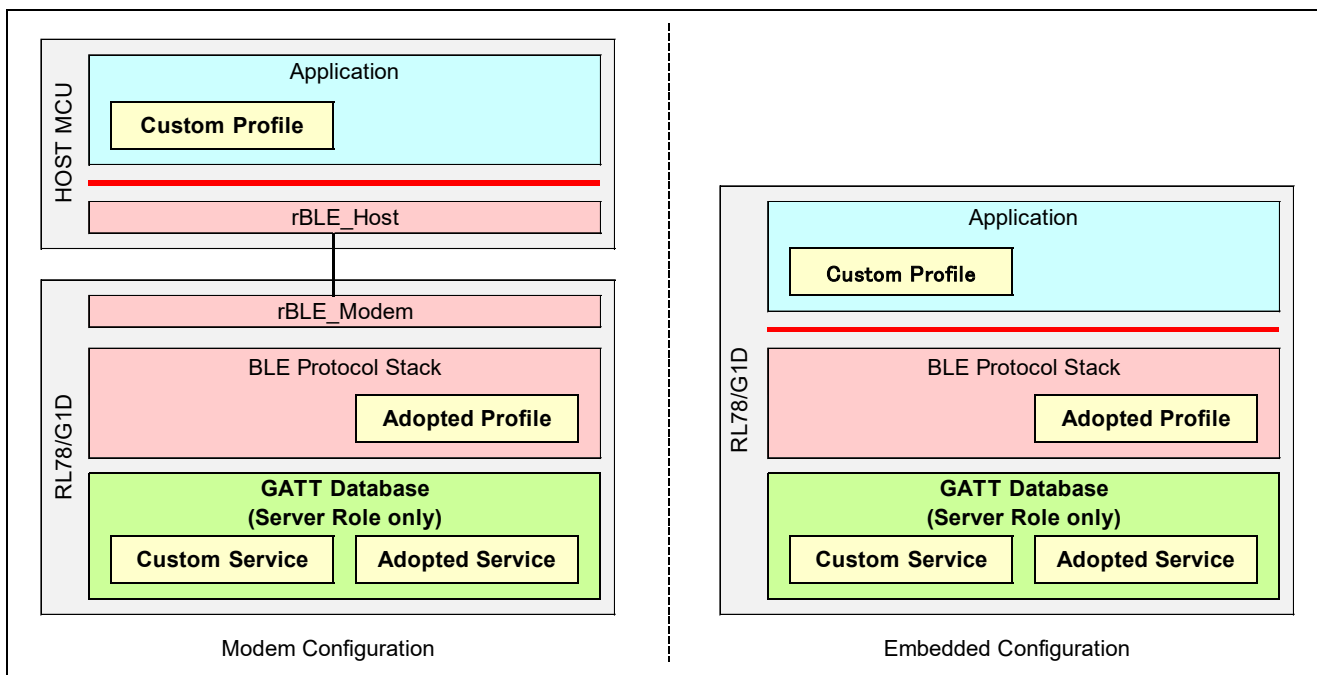 HOST MCU
Application
Custom Profile
rBLE_Host
RL78/G1D
rBLE_Modem
BLE Protocol Stack
Adopted Profile
GATT Database
(Server Role only)
Custom Service
Adopted Service
Modem Configuration
RL78/G1D
Application
Custom Profile
BLE Protocol Stack
Adopted Profile
GATT Database
(Server Role only)
Custom Service
Adopted Service
Embedded Configuration